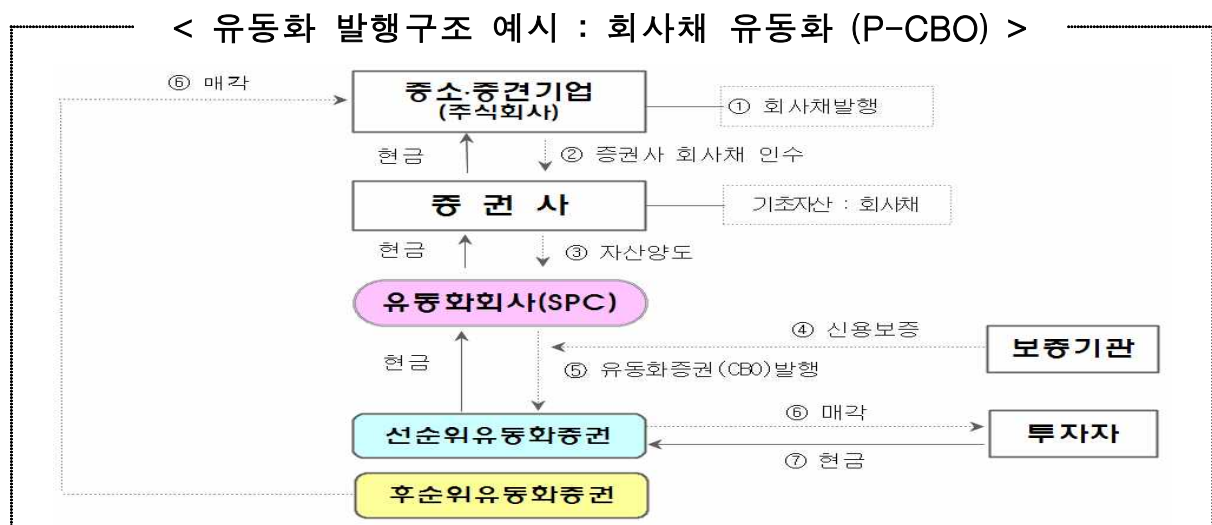 < 유동화 발행구조 예시 : 회사채 유동화 (P-CBO) >
⑥ 매각
중소·중견기업
(주식회사)
① 회사채발행
현금
② 증권사 회사채 인수
증 권 사
기초자산 : 회사채
현금
③ 자산양도
유동화회사(SPC)
④ 신용보증
보증기관
현금
⑤ 유동화증권(CBO)발행
선순위유동화증권
⑥ 매각
투자자
⑦ 현금
후순위유동화증권